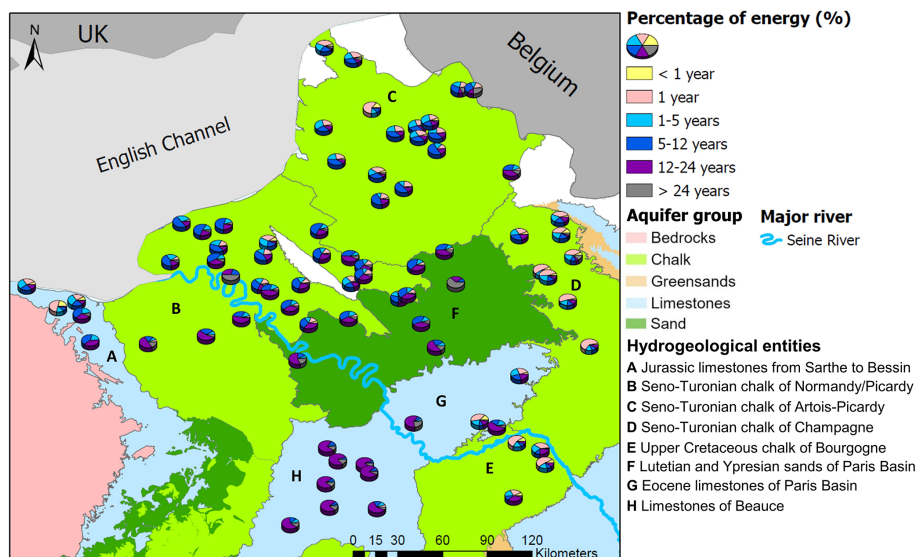 N
UK
Belgium
English Channel
A
B
C
D
E
F
G
H
0 15 30 60 90 120
Kilometers
Percentage of energy (%)
< 1 year
1 year
1-5 years
5-12 years
12-24 years
> 24 years
Aquifer group
Bedrocks
Chalk
Greensands
Limestones
Sand
Major river
Seine River
Hydrogeological entities
A Jurassic limestones from Sarthe to Bessin
B Seno-Turonian chalk of Normandy/Picardy
C Seno-Turonian chalk of Artois-Picardy
D Seno-Turonian chalk of Champagne
E Upper Cretaceous chalk of Bourgogne
F Lutetian and Ypresian sands of Paris Basin
G Eocene limestones of Paris Basin
H Limestones of Beauce